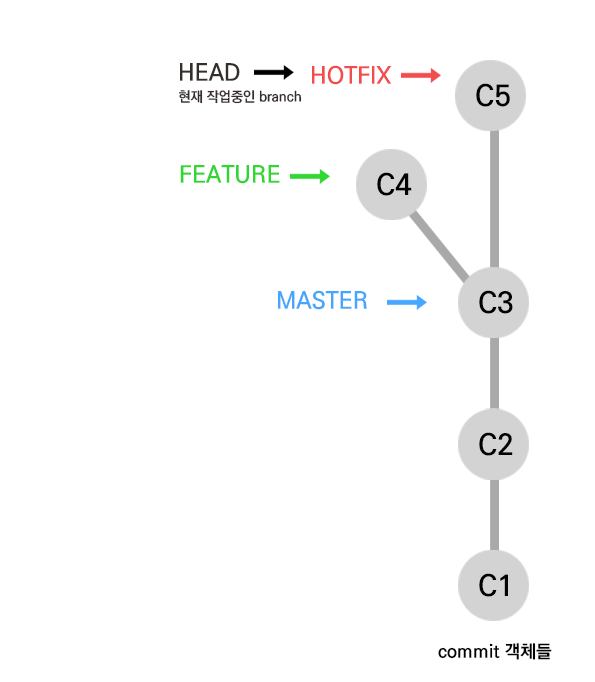 HEAD
HOTFIX
현재 작업중인 branch
C5
FEATURE
C4
MASTER
C3
C2
C1
commit 객체들